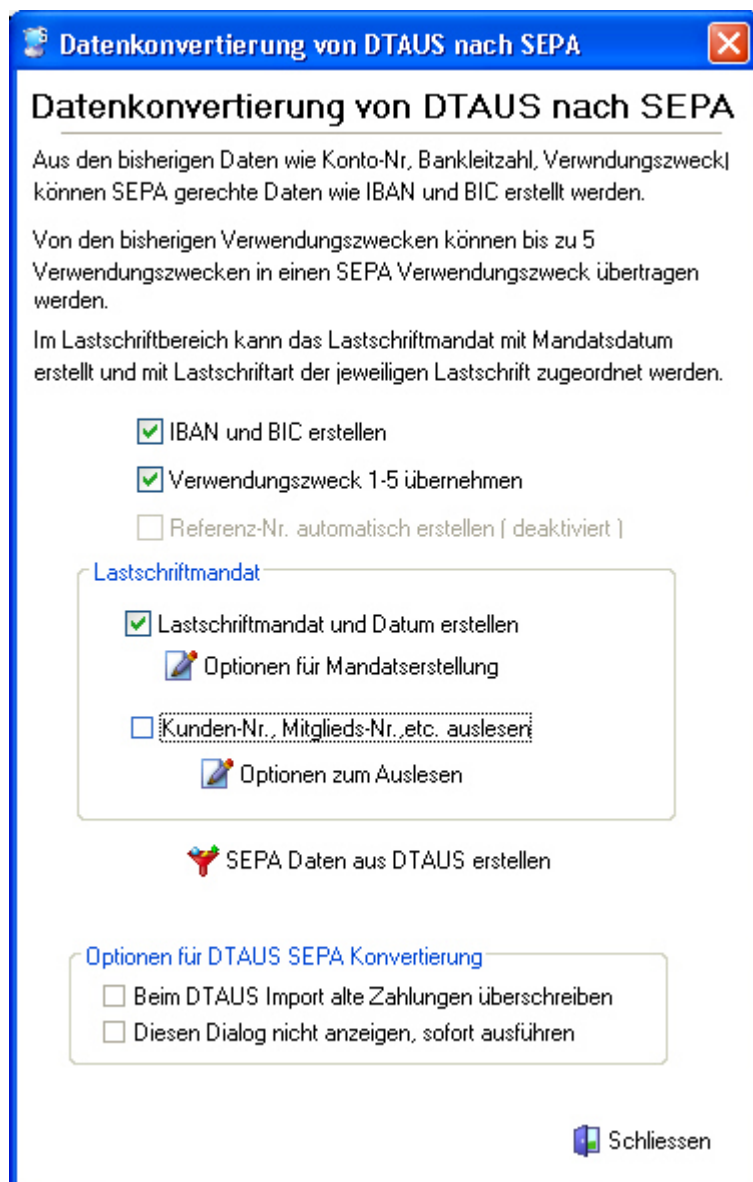 Datenkonvertierung von DTAUS nach SEPA
Datenkonvertierung von DTAUS nach SEPA
Aus den bisherigen Daten wie Konto-Nr, Bankleitzahl, Verwndungszweck|
können SEPA gerechte Daten wie IBAN und BIC erstellt werden.
Von den bisherigen Verwendungszwecken können bis zu 5
Verwendungszwecken in einen SEPA Verwendungszweck übertragen
werden.
Im Lastschriftbereich kann das Lastschriftmandat mit Mandatsdatum
erstellt und mit Lastschriftart der jeweiligen Lastschrift zugeordnet werden.
IBAN und BIC erstellen
Verwendungszweck 1-5 übernehmen
Referenz-Nr. automatisch erstellen ( deaktiviert )
Lastschriftmandat
Lastschriftmandat und Datum erstellen
Optionen für Mandatserstellung
Kunden-Nr., Mitglieds-Nr.,etc. auslesen
Optionen zum Auslesen
SEPA Daten aus DTAUS erstellen
Optionen für DTAUS SEPA Konvertierung
Beim DTAUS Import alte Zahlungen überschreiben
Diesen Dialog nicht anzeigen, sofort ausführen
Schliessen